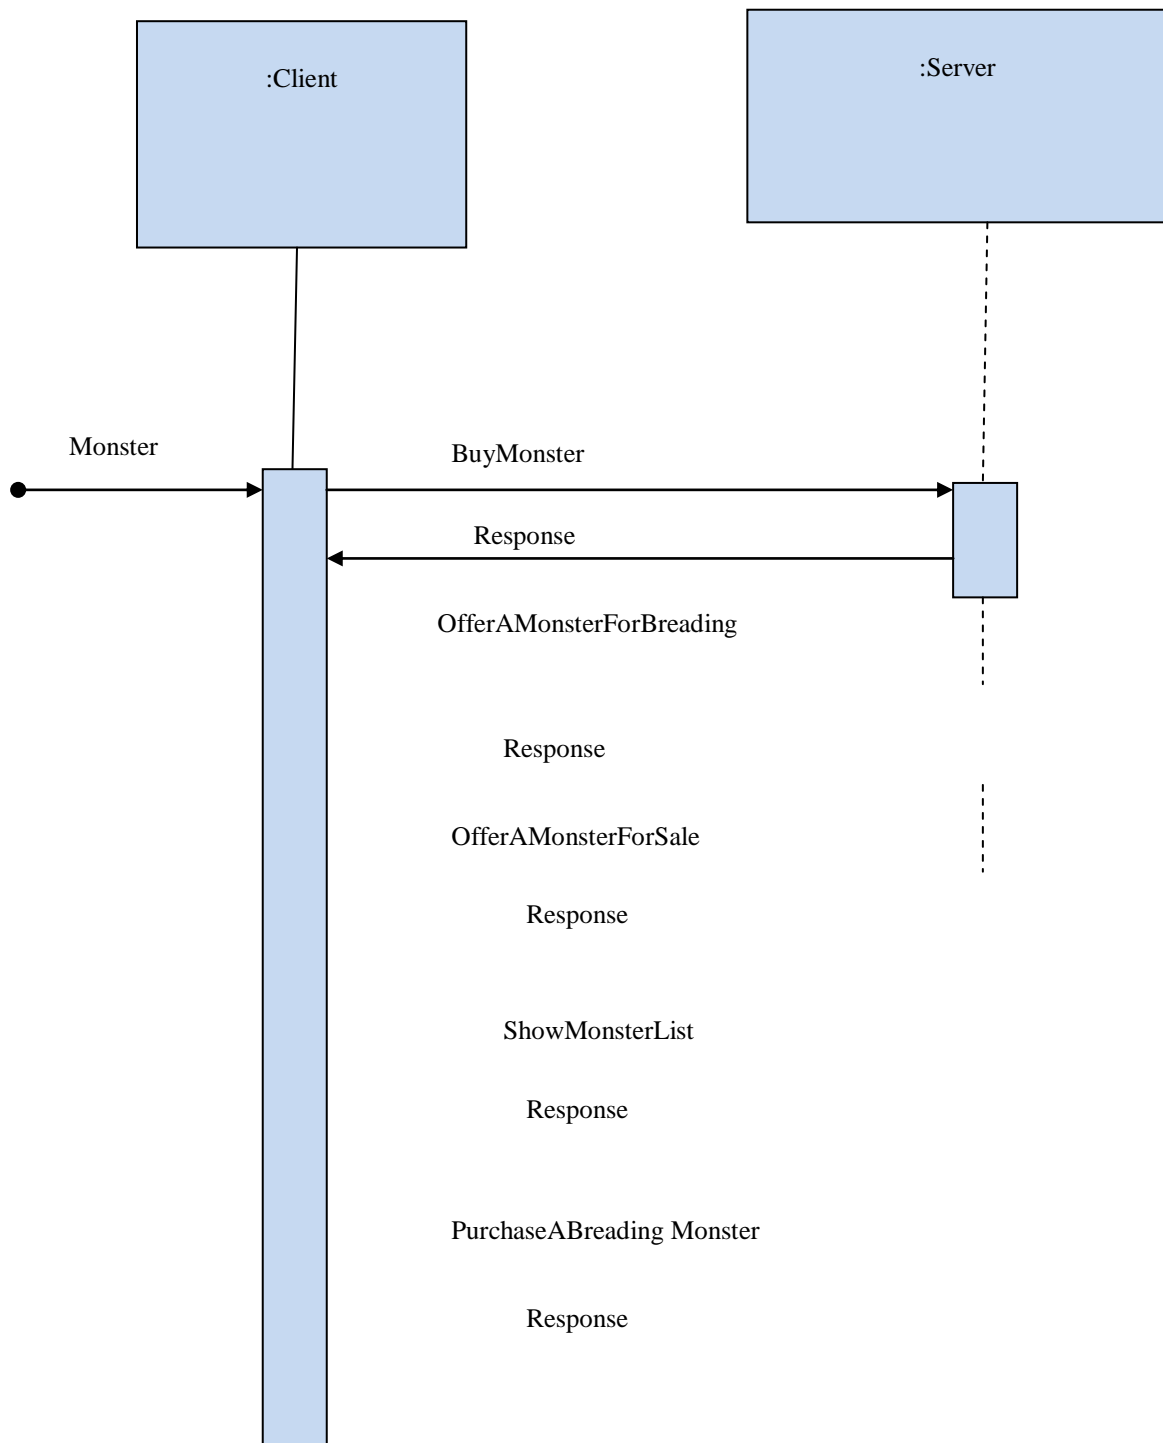 :Client
:Server
Monster
BuyMonster
Response
OfferAMonsterForBreading
Response
OfferAMonsterForSale
Response
ShowMonsterList
Response
PurchaseABreading Monster
Response